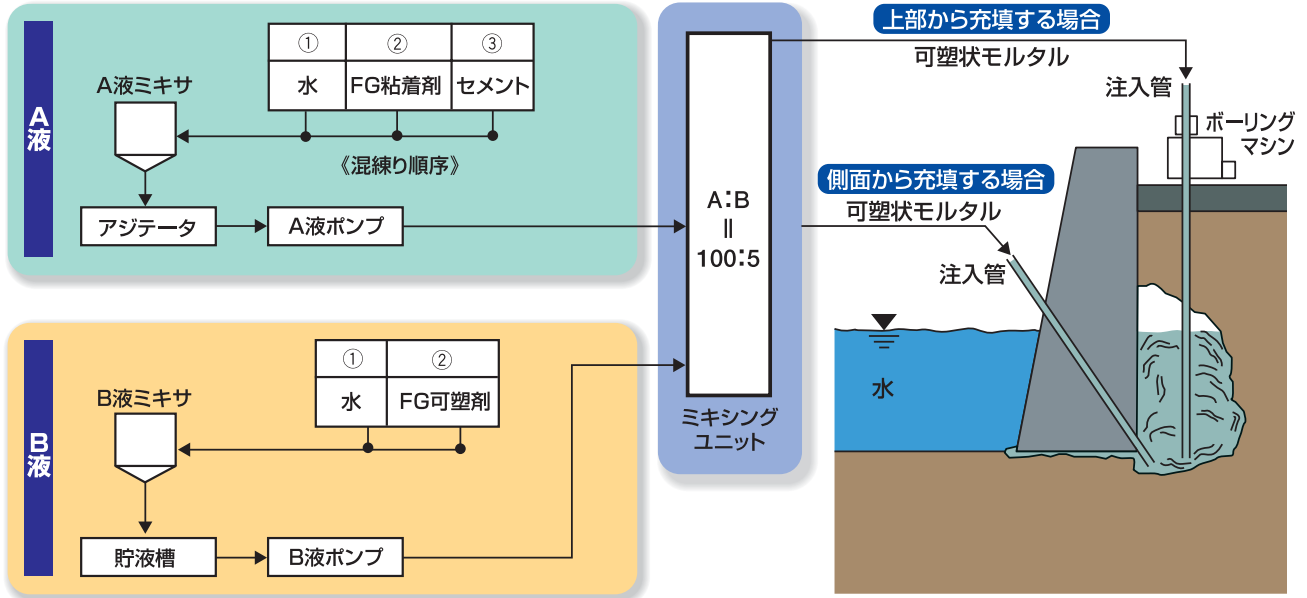 A液
①
②
③
水
FG粘着剤
セメント
A液ミキサ
《混練り順序》
アジテータ
A液ポンプ
B液
①
②
水
FG可塑剤
B液ミキサ
貯液槽
B液ポンプ
A:B
||
100:5
ミキシング
ユニット
上部から充填する場合
可塑状モルタル
注入管
ボーリング
マシン
側面から充填する場合
可塑状モルタル
注入管
水